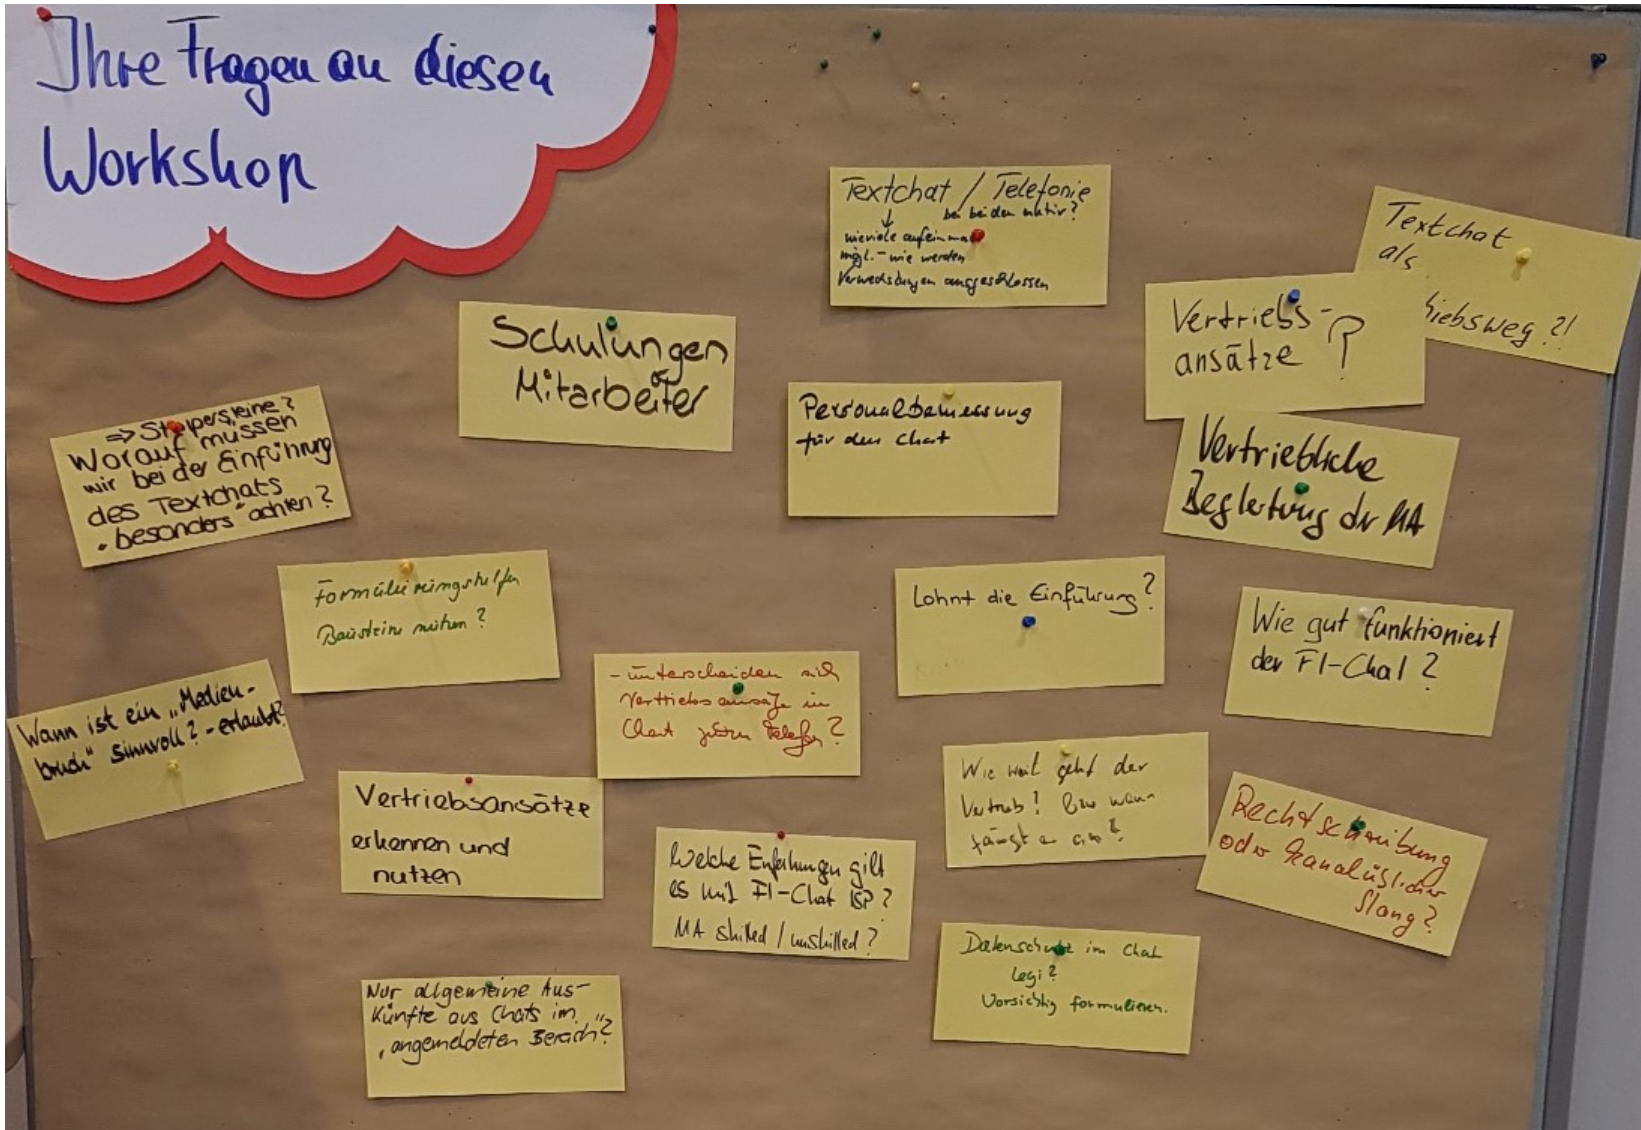 Ihre Fragen an diesen
Workshop
Textchat / Telefonie
bei beiden aktiv?
wieviele aufeinmal
mögl. - wie werden
Verwechslungen ausgeschlossen
Textchat
als
iebsweg ?!
Vertriebs-
ansätze ?
Schulungen
Mitarbeiter
Personalbemessung
für den Chat
Vertriebliche
Begleitung der MA
⇒ Stolpersteine?
Worauf müssen
wir bei der Einführung
des Textchats
"besonders" achten?
Formulierungshilfen
Bausteine nutzen?
Lohnt die Einführung?
Wie gut funktioniert
der FI-Chat?
- unterscheiden sich
Vertriebsansätze im
Chat zum Telefon?
Wann ist ein „Medien-
bruch" sinnvoll? - erlaubt?
Vertriebsansätze
erkennen und
nutzen
Wie weit geht der
Vertrieb? Bzw wann
fängt er an?
Rechtschreibung
oder Kanalüblicher
Slang?
Welche Erfahrungen gibt
es mit FI-Chat ISP?
MA skilled / unskilled?
Datenschutz im Chat
Legi?
Vorsichtig formulieren.
Nur allgemeine Aus-
künfte aus Chats im
„angemeldeten Bereich"?